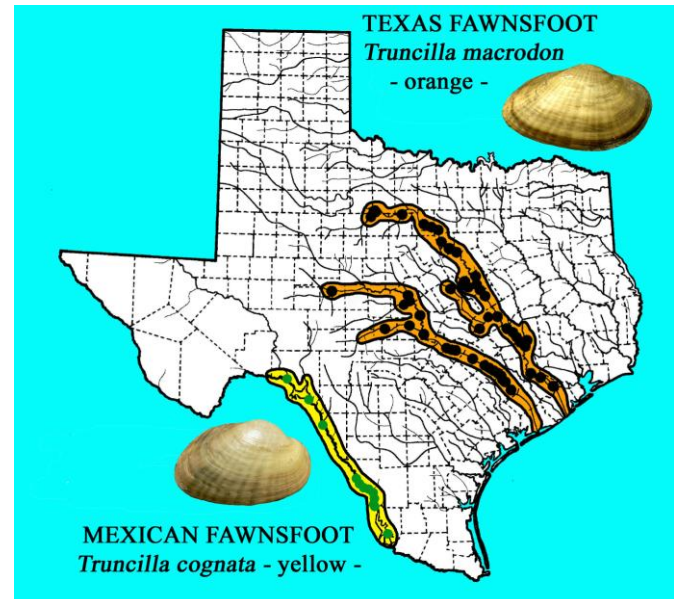 TEXAS FAWNSFOOT
Truncilla macrodon
- orange -
MEXICAN FAWNSFOOT
Truncilla cognata - yellow -